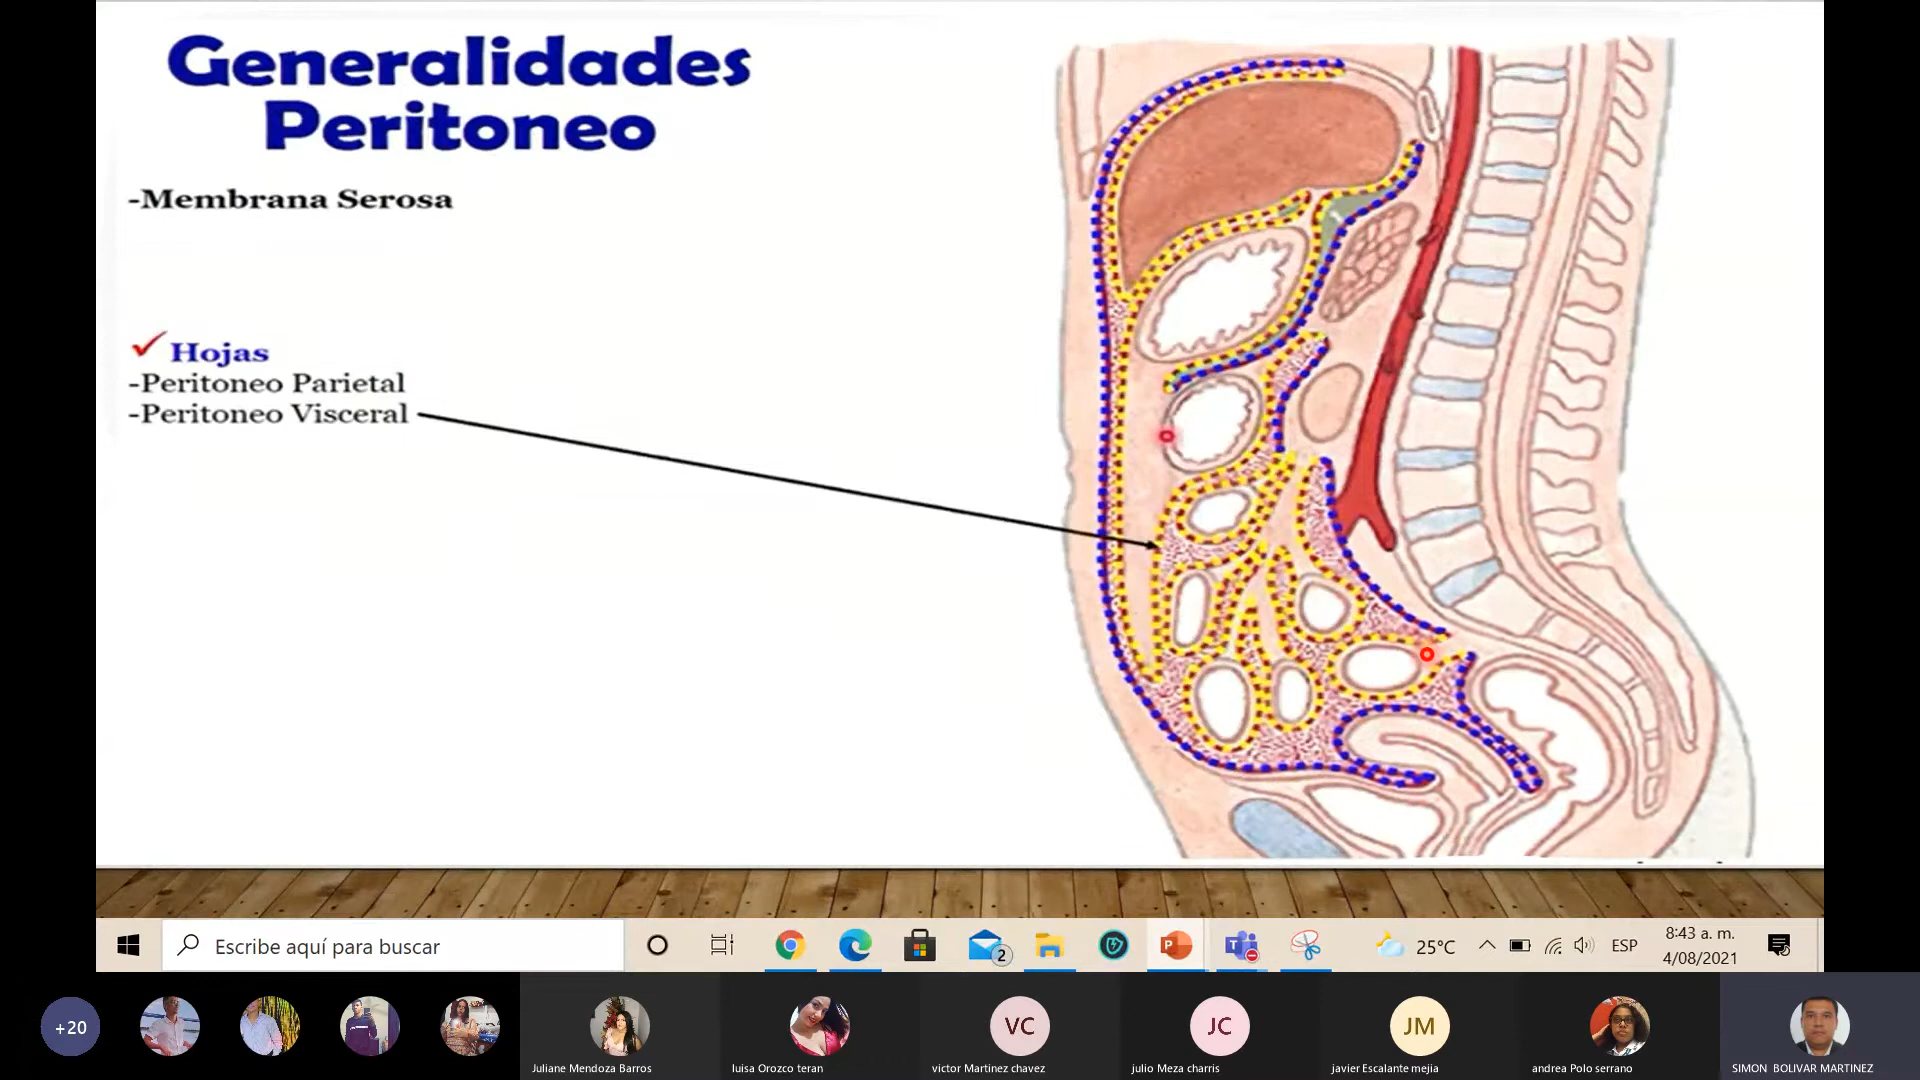 Generalidades
Peritoneo
-Membrana Serosa
Hojas
-Peritoneo Parietal
-Peritoneo Visceral
Escribe aquí para buscar
2
25°C
ESP
8:43 a. m.
4/08/2021
+20
Juliane Mendoza Barros
luisa Orozco teran
VC
victor Martinez chavez
JC
julio Meza charris
JM
javier Escalante mejia
andrea Polo serrano
SIMON BOLIVAR MARTINEZ